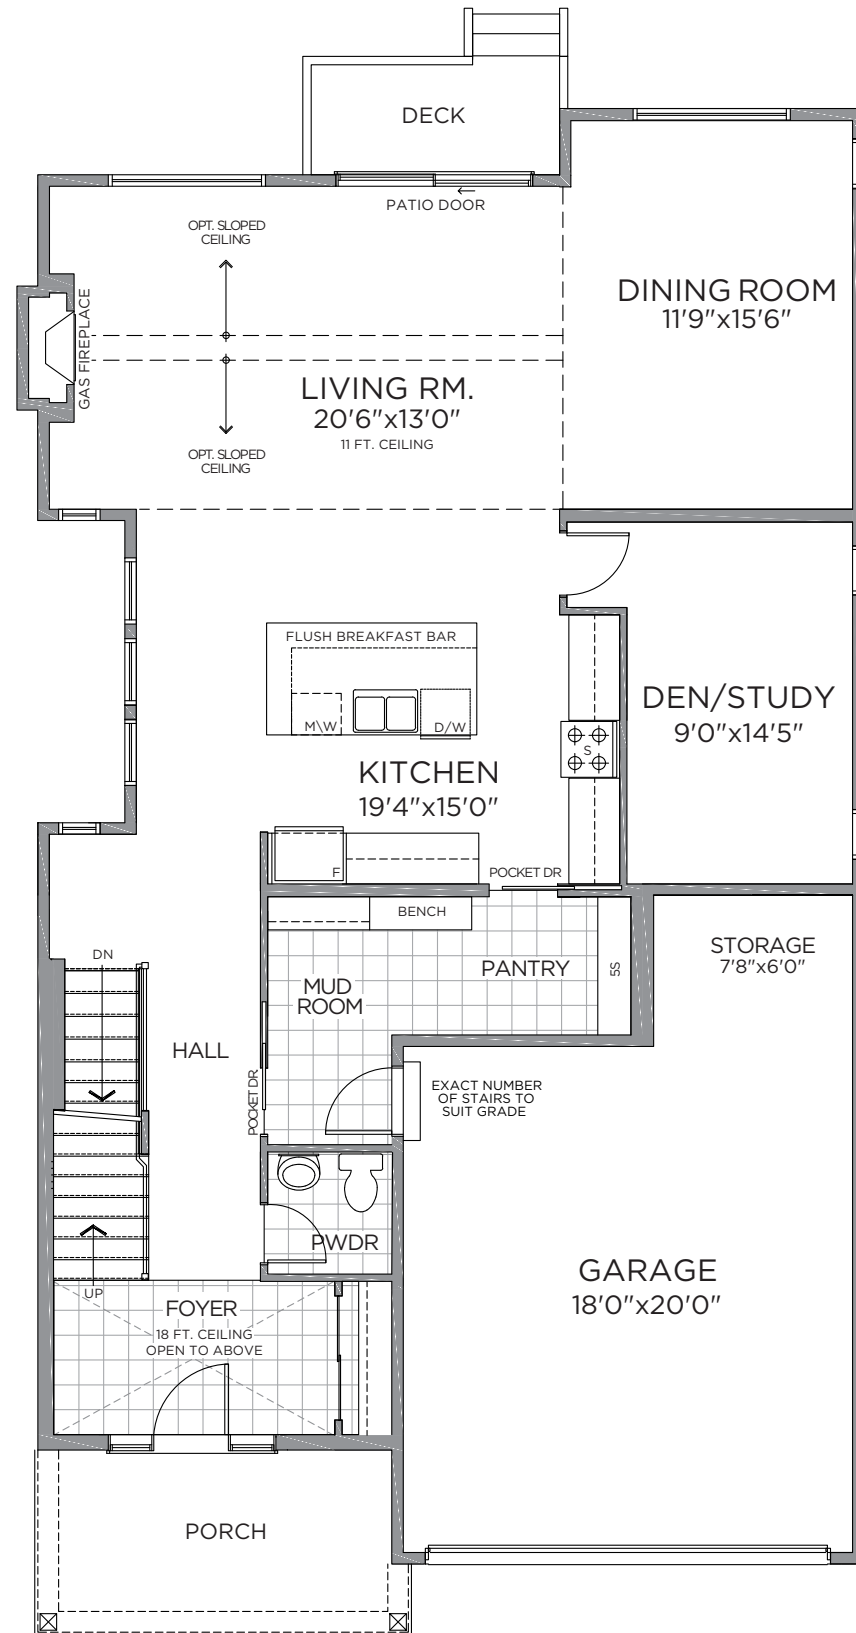 DECK
PATIO DOOR
OPT. SLOPED
CEILING
DINING ROOM
11'9"x15'6"
GAS FIREPLACE
LIVING RM.
20'6"x13'0"
11 FT. CEILING
OPT. SLOPED
CEILING
FLUSH BREAKFAST BAR
M\W
D/W
DEN/STUDY
9'0"x14'5"
S
KITCHEN
19'4"x15'0"
F
POCKET DR
BENCH
STORAGE
7'8"x6'0"
PANTRY
5S
DN
MUD
ROOM
HALL
POCKET DR
EXACT NUMBER
OF STAIRS TO
SUIT GRADE
PWDR
GARAGE
18'0"x20'0"
UP
FOYER
18 FT. CEILING
OPEN TO ABOVE
PORCH